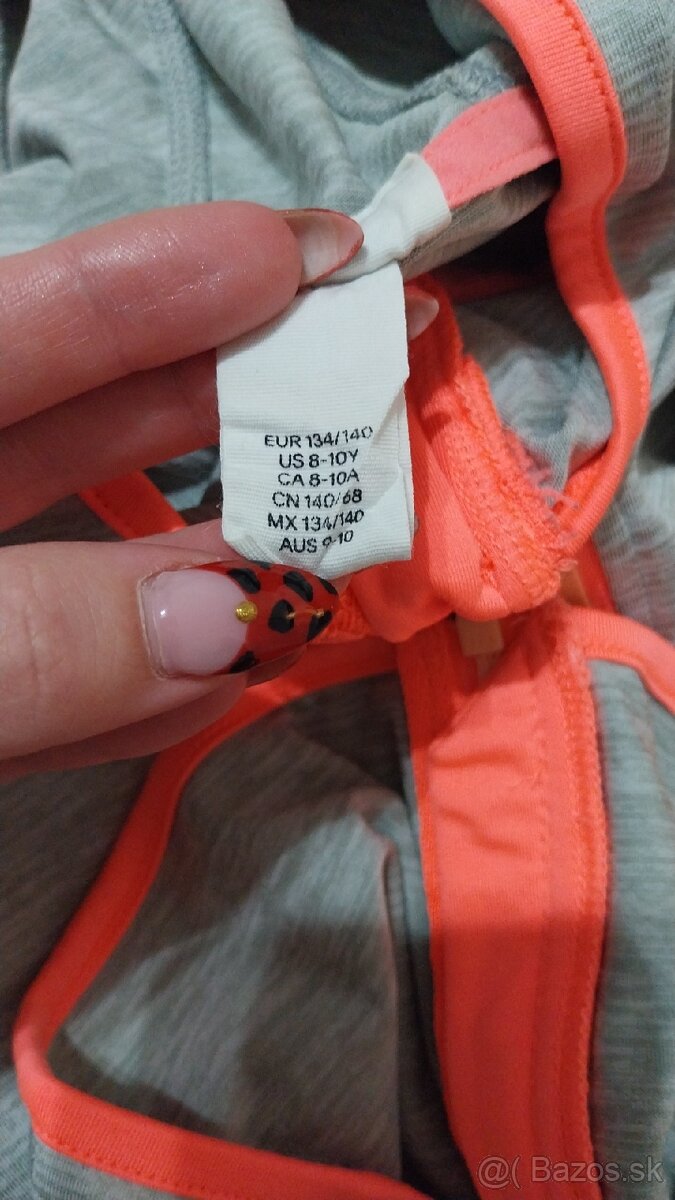 EUR 134/140
US 8-10Y
CA 8-10A
CN 140/68
MX 134/140
AUS 9-10
@( Bazos.sk